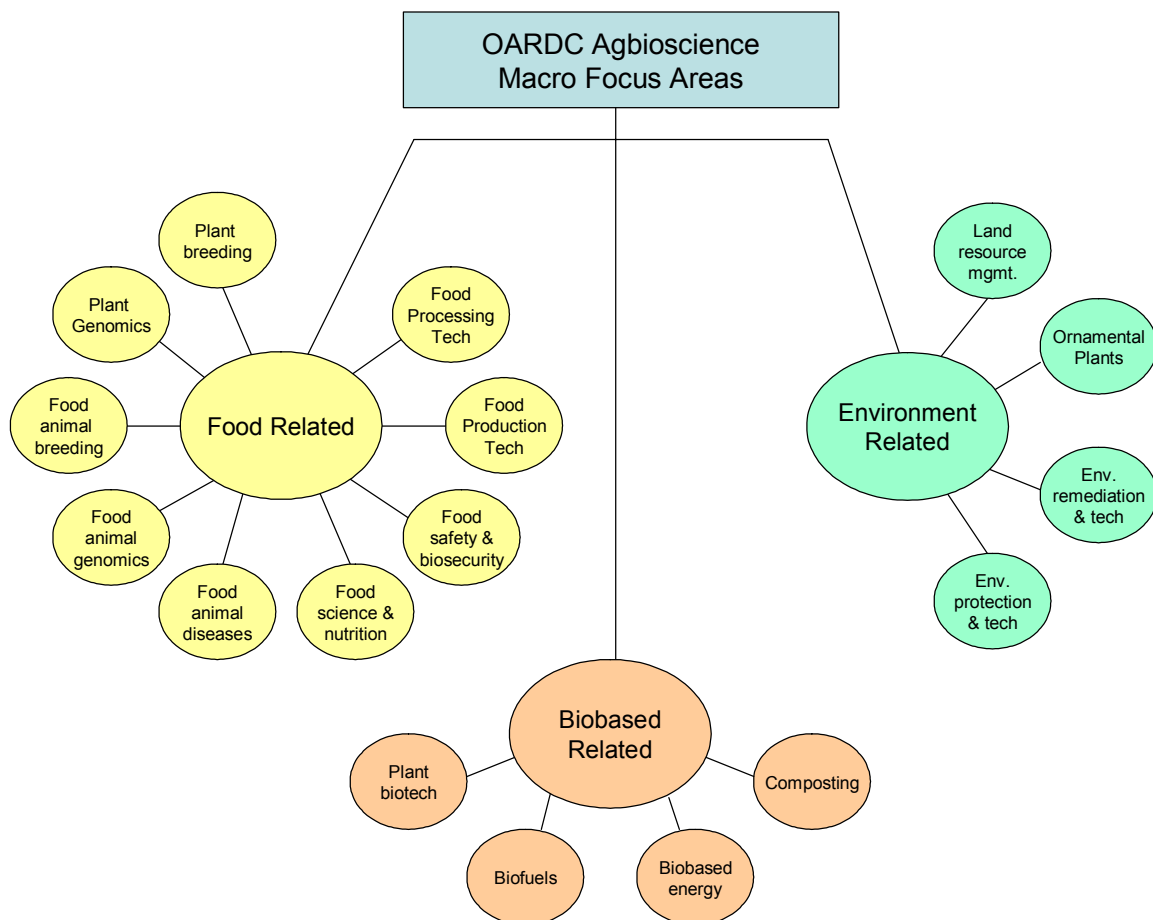 OARDC Agbioscience
Macro Focus Areas
Plant
breeding
Plant
Genomics
Food
Processing
Tech
Food
animal
breeding
Food Related
Food
Production
Tech
Food
animal
genomics
Food
safety &
biosecurity
Food
animal
diseases
Food
science &
nutrition
Land
resource
mgmt.
Ornamental
Plants
Environment
Related
Env.
remediation
& tech
Env.
protection
& tech
Biobased
Related
Plant
biotech
Composting
Biofuels
Biobased
energy